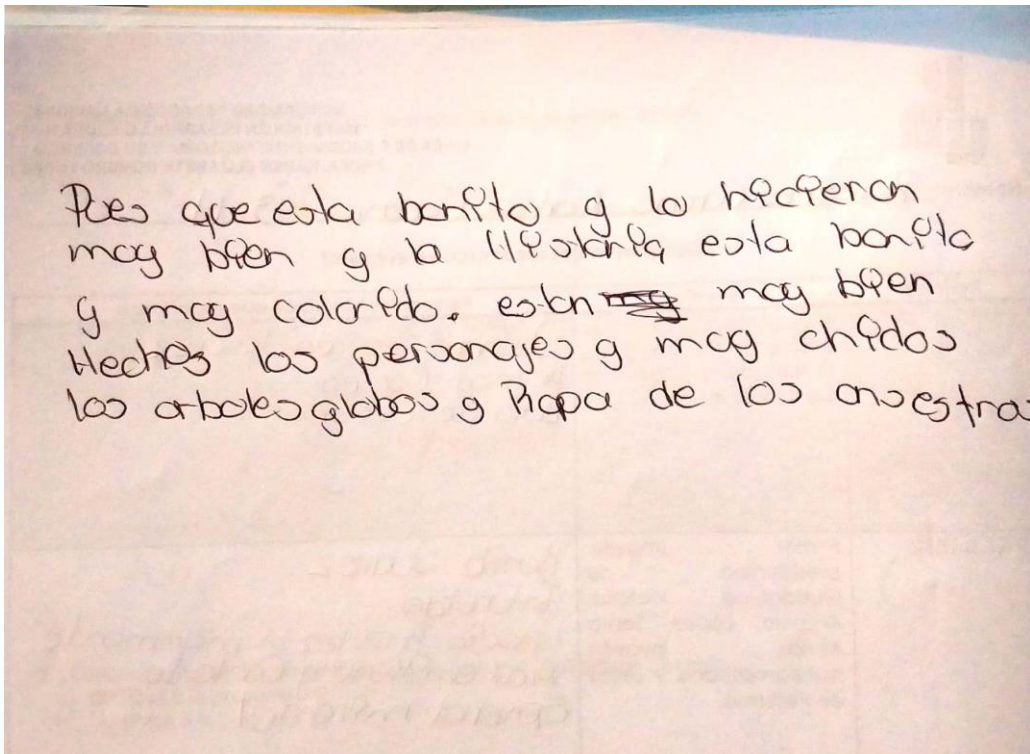 Pues que esta bonito y lo hicieron
muy bien y la Historia esta bonita
y muy colorido. estan muy bien
Hechos los personajes y muy chidos
los arboles globos y Ropa de los